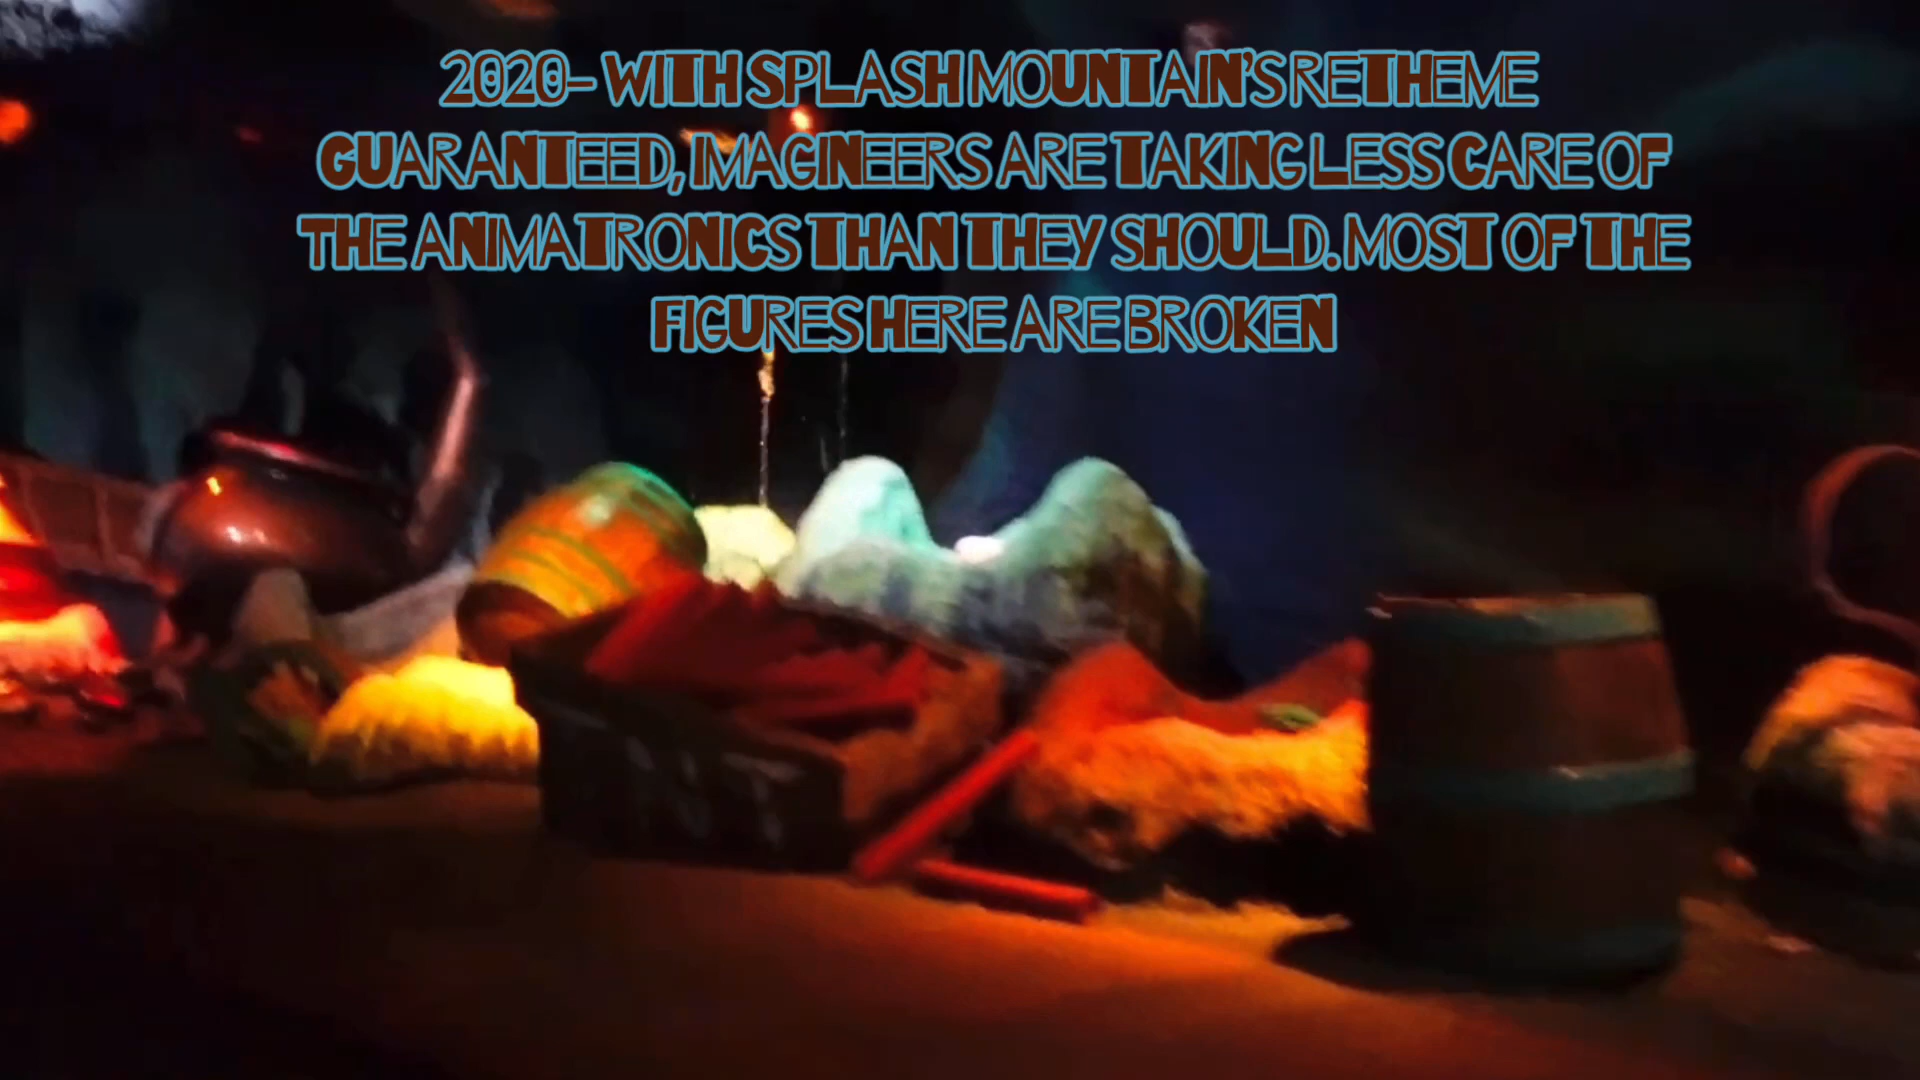 2020- WITH SPLASH MOUNTAIN'S RETHEME
GUARANTEED, IMAGINEERS ARE TAKING LESS CARE OF
THE ANIMATRONICS THAN THEY SHOULD. MOST OF THE
FIGURES HERE ARE BROKEN